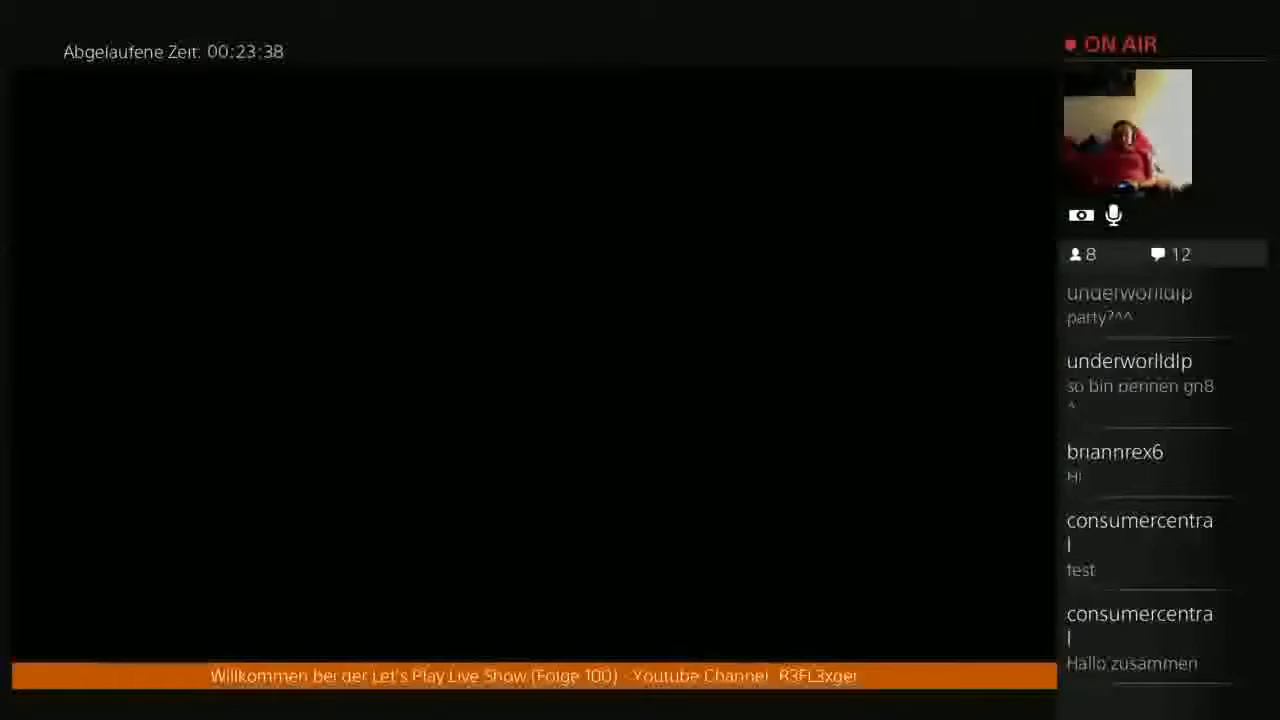 Abgelaufene Zeit: 00:23:38
ON AIR
8 12
underworlldlp
party?^^
underworlldlp
so bin pennen gn8
^
briannrex6
Hi
consumercentra
l
test
consumercentra
l
Hallo zusammen
Willkommen bei der Let's Play Live Show (Folge 100) - Youtube Channel: R3FL3xger